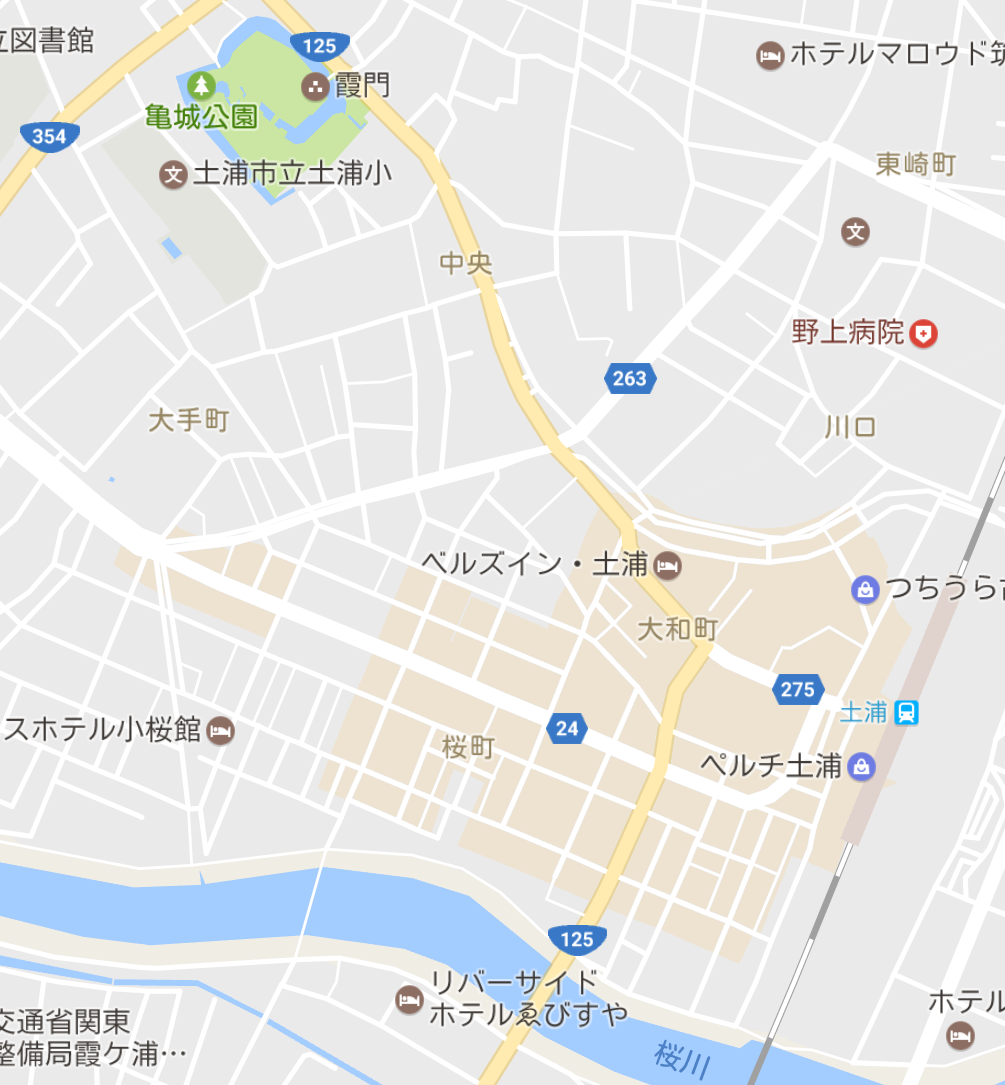 立図書館
125
ホテルマロウド筑
霞門
亀城公園
354
土浦市立土浦小
東崎町
文
文
中央
野上病院
263
大手町
川口
ベルズイン・土浦
つちうら古
大和町
275
土浦
スホテル小桜館
24
桜町
ペルチ土浦
125
リバーサイド
ホテルゑびすや
ホテル
交通省関東
整備局霞ケ浦…
桜川